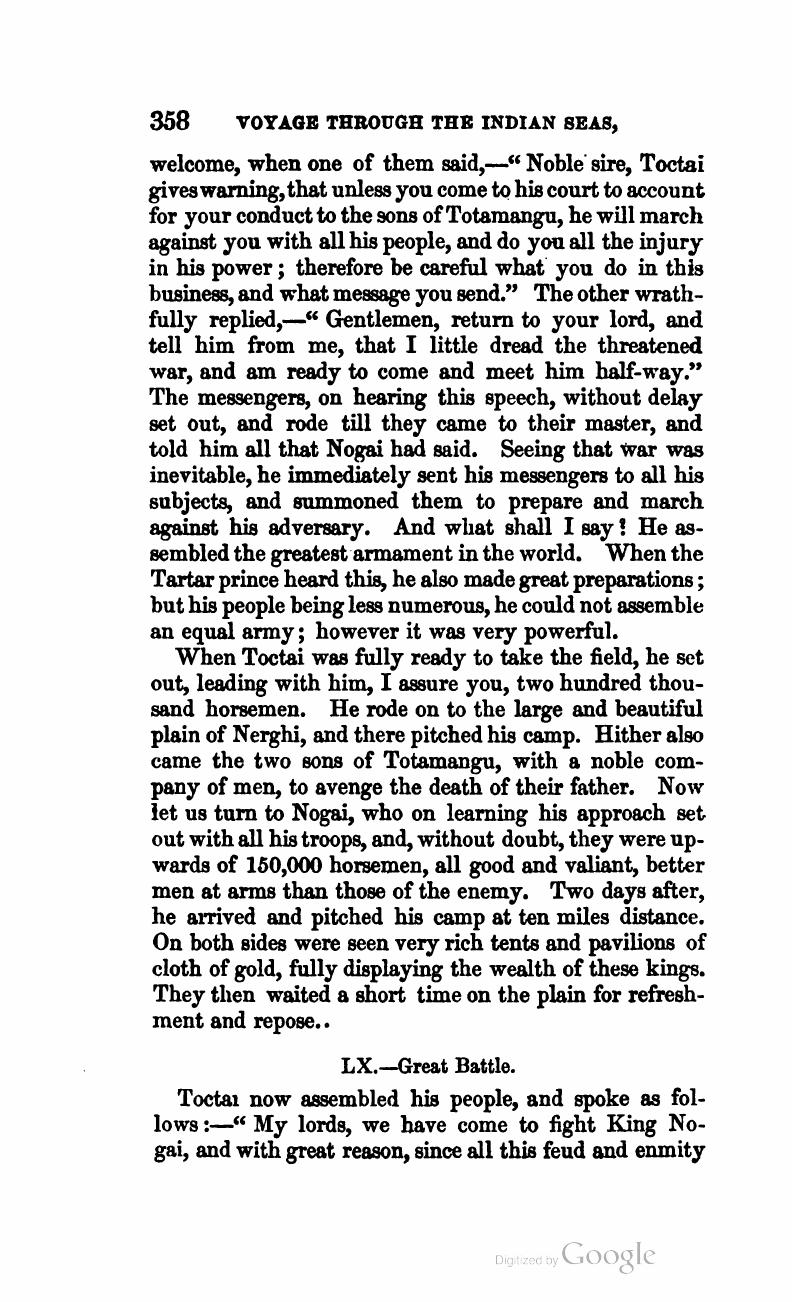 358 VOYAGE THROUGH THE INDIAN SEAS,
welcome, when one of them said,—“ Noble sire, Toctai
gives warning, that unless you come to his court to account
for your conduct to the sons of Totamangu, he will march
against you with all his people, and do you all the injury
in his power ; therefore be careful what you do in this
business, and what message you send.” The other wrath-
fully replied,—“ Gentlemen, return to your lord, and
tell him from me, that I little dread the threatened
war, and am ready to come and meet him half-way.”
The messengers, on hearing this speech, without delay
set out, and rode till they came to their master, and
told him all that Nogai had said. Seeing that war was
inevitable, he immediately sent his messengers to all his
subjects, and summoned them to prepare and march
against his adversary. And what shall I say ? He as-
sembled the greatest armament in the world. When the
Tartar prince heard this, he also made great preparations ;
but his people being less numerous, he could not assemble
an equal army ; however it was very powerful.
When Toctai was fully ready to take the field, he set
out, leading with him, I assure you, two hundred thou-
sand horsemen. He rode on to the large and beautiful
plain of Nerghi, and there pitched his camp. Hither also
came the two sons of Totamangu, with a noble com-
pany of men, to avenge the death of their father. Now
let us turn to Nogai, who on learning his approach set
out with all his troops, and, without doubt, they were up-
wards of 150,000 horsemen, all good and valiant, better
men at arms than those of the enemy. Two days after,
he arrived and pitched his camp at ten miles distance.
On both sides were seen very rich tents and pavilions of
cloth of gold, fully displaying the wealth of these kings.
They then waited a short time on the plain for refresh-
ment and repose..
LX.—Great Battle.
Toctai now assembled his people, and spoke as fol-
lows :—“ My lords, we have come to fight King No-
gai, and with great reason, since all this feud and enmity
Digitized by Google